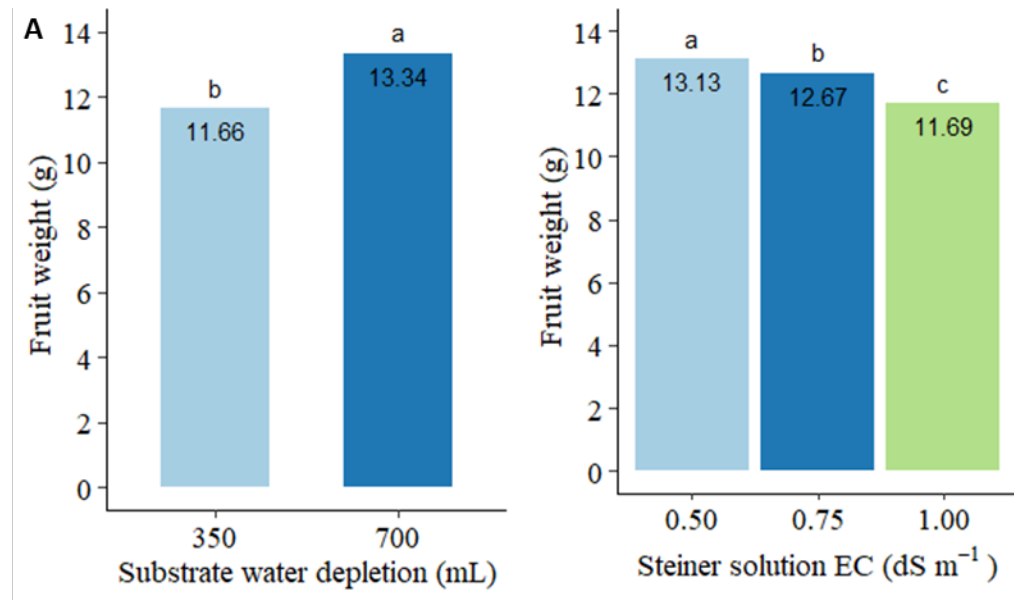 A
14
12
10
8
6
4
2
0
Fruit weight (g)
b
11.66
a
13.34
350
700
Substrate water depletion (mL)
14
12
10
8
6
4
2
0
Fruit weight (g)
a
13.13
b
12.67
c
11.69
0.50
0.75
1.00
Steiner solution EC (dS m⁻¹ )